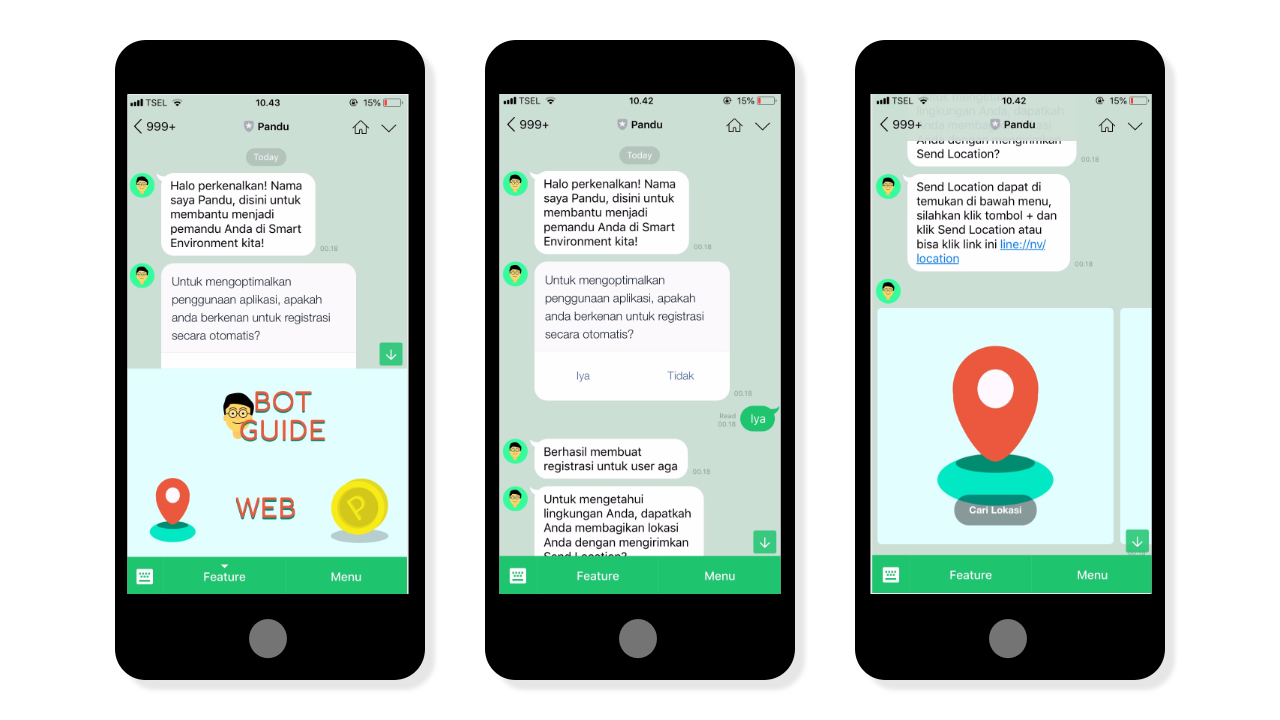 TSEL 10.43 15%
999+ Pandu
Today
Halo perkenalkan! Nama
saya Pandu, disini untuk
membantu menjadi
pemandu Anda di Smart
Environment kita!
00.18
Untuk mengoptimalkan
penggunaan aplikasi, apakah
anda berkenan untuk registrasi
secara otomatis?
BOT
GUIDE
WEB
P
Feature Menu
TSEL 10.42 15%
999+ Pandu
Today
Halo perkenalkan! Nama
saya Pandu, disini untuk
membantu menjadi
pemandu Anda di Smart
Environment kita!
00.18
Untuk mengoptimalkan
penggunaan aplikasi, apakah
anda berkenan untuk registrasi
secara otomatis?
Iya Tidak
00.18
Read
00.18
Iya
Berhasil membuat
registrasi untuk user aga
00.18
Untuk mengetahui
lingkungan Anda, dapatkah
Anda membagikan lokasi
Anda dengan mengirimkan
Send Location?
Feature Menu
TSEL 10.42 15%
lingkungan Anda, dapatkah
999+ Pandu
Anda dengan mengirimkan
Send Location?
00.18
Send Location dapat di
temukan di bawah menu,
silahkan klik tombol + dan
klik Send Location atau
bisa klik link ini line://nv/
location
00.18
Cari Lokasi
Feature Menu